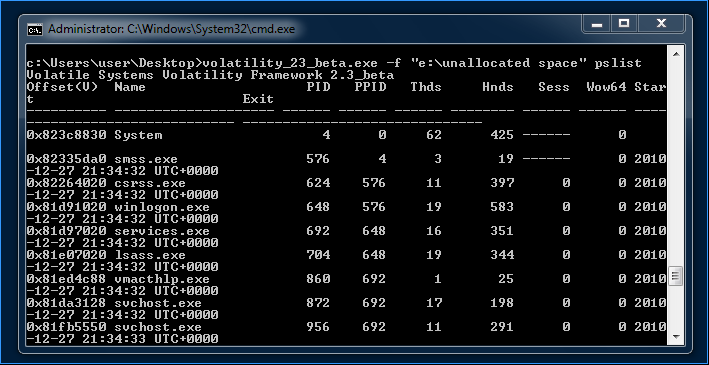 Administrator: C:\Windows\System32\cmd.exe
c:\Users\user\Desktop>volatility_23_beta.exe -f "e:\unallocated space" pslist
Volatile Systems Volatility Framework 2.3_beta
Offset(V)  Name                    PID   PPID   Thds     Hnds   Sess  Wow64 Star
t                          Exit
---------- -------------------- ------ ------ ------ -------- ------ ------ ----
-------------------------- ------------------------------
0x823c8830 System                    4      0     62      425 ------      0
0x82335da0 smss.exe                576      4      3       19 ------      0 2010
-12-27 21:34:32 UTC+0000
0x82264020 csrss.exe               624    576     11      397      0      0 2010
-12-27 21:34:32 UTC+0000
0x81d91020 winlogon.exe            648    576     19      583      0      0 2010
-12-27 21:34:32 UTC+0000
0x81d97020 services.exe            692    648     16      351      0      0 2010
-12-27 21:34:32 UTC+0000
0x81e07020 lsass.exe               704    648     19      344      0      0 2010
-12-27 21:34:32 UTC+0000
0x81ed4c88 vmacthlp.exe            860    692      1       25      0      0 2010
-12-27 21:34:32 UTC+0000
0x81da3128 svchost.exe             872    692     17      198      0      0 2010
-12-27 21:34:32 UTC+0000
0x81fb5550 svchost.exe             956    692     11      291      0      0 2010
-12-27 21:34:33 UTC+0000